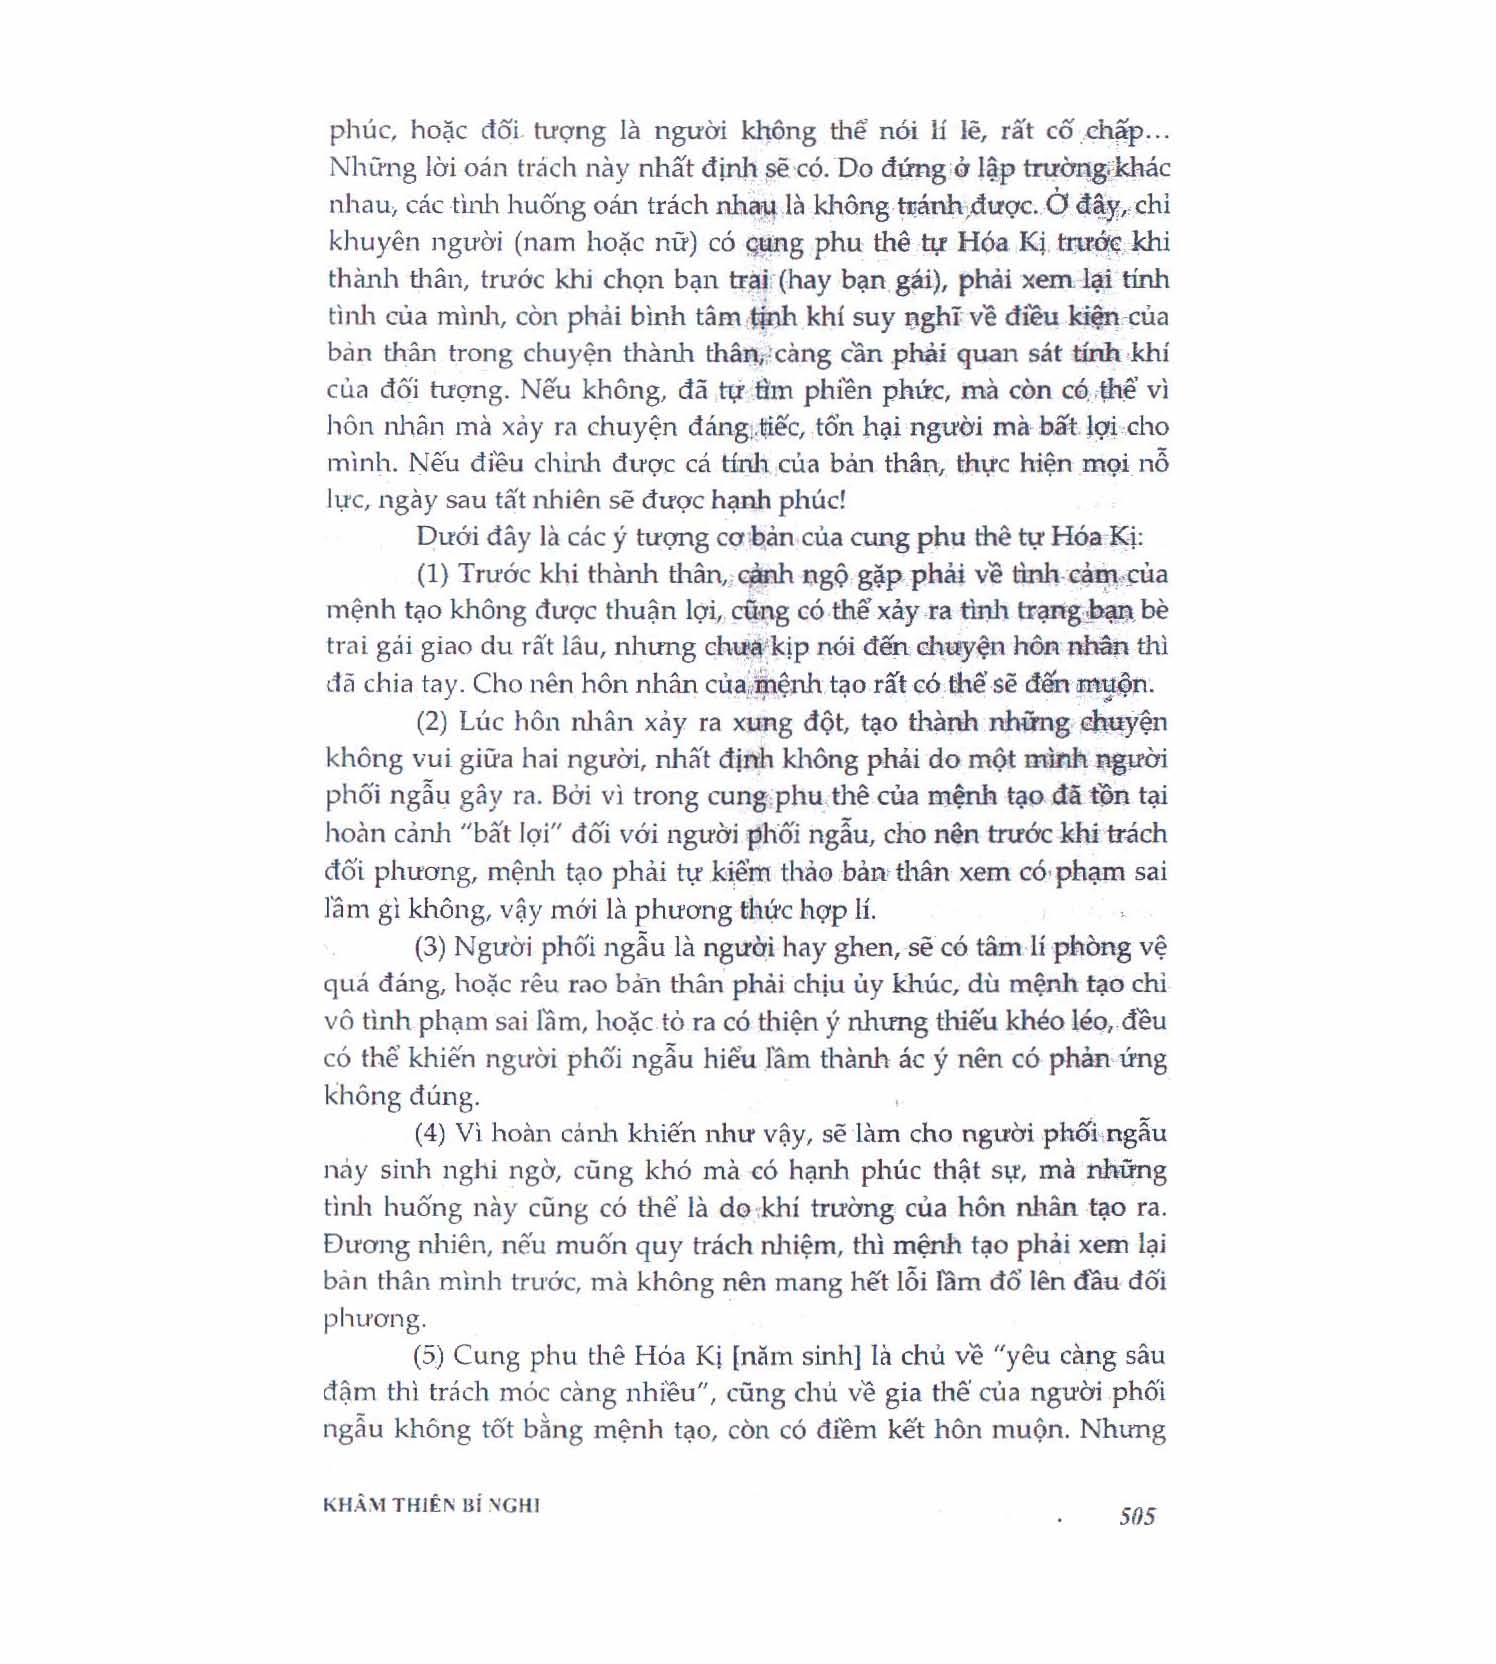 phúc, hoặc đối tượng là người không thể nói lí lẽ, rất cố chấp...
Những lời oán trách này nhất định sẽ có. Do đứng ở lập trường khác
nhau, các tình huống oán trách nhau là không tránh được. Ở đây, chỉ
khuyên người (nam hoặc nữ) có cung phu thê tự Hóa Kị trước khi
thành thân, trước khi chọn bạn trai (hay bạn gái), phải xem lại tính
tình của mình, còn phải bình tâm tịnh khí suy nghĩ về điều kiện của
bản thân trong chuyện thành thân, càng cần phải quan sát tính khí
của đối tượng. Nếu không, đã tự tìm phiền phức, mà còn có thể vì
hôn nhân mà xảy ra chuyện đáng tiếc, tổn hại người mà bất lợi cho
mình. Nếu điều chỉnh được cá tính của bản thân, thực hiện mọi nỗ
lực, ngày sau tất nhiên sẽ được hạnh phúc!
Dưới đây là các ý tượng cơ bản của cung phu thê tự Hóa Kị:
(1) Trước khi thành thân, cảnh ngộ gặp phải về tình cảm của
mệnh tạo không được thuận lợi, cũng có thể xảy ra tình trạng bạn bè
trai gái giao du rất lâu, nhưng chưa kịp nói đến chuyện hôn nhân thì
đã chia tay. Cho nên hôn nhân của mệnh tạo rất có thể sẽ đến muộn.
(2) Lúc hôn nhân xảy ra xung đột, tạo thành những chuyện
không vui giữa hai người, nhất định không phải do một mình người
phối ngẫu gây ra. Bởi vì trong cung phu thê của mệnh tạo đã tồn tại
hoàn cảnh "bất lợi" đối với người phối ngẫu, cho nên trước khi trách
đối phương, mệnh tạo phải tự kiểm thảo bản thân xem có phạm sai
lầm gì không, vậy mới là phương thức hợp lí.
(3) Người phối ngẫu là người hay ghen, sẽ có tâm lí phòng vệ
quá đáng, hoặc rêu rao bản thân phải chịu ủy khúc, dù mệnh tạo chỉ
vô tình phạm sai lầm, hoặc tỏ ra có thiện ý nhưng thiếu khéo léo, đều
có thể khiến người phối ngẫu hiểu lầm thành ác ý nên có phản ứng
không đúng.
(4) Vì hoàn cảnh khiến như vậy, sẽ làm cho người phối ngẫu
nảy sinh nghi ngờ, cũng khó mà có hạnh phúc thật sự, mà những
tình huống này cũng có thể là do khí trường của hôn nhân tạo ra.
Đương nhiên, nếu muốn quy trách nhiệm, thì mệnh tạo phải xem lại
bản thân mình trước, mà không nên mang hết lỗi lầm đổ lên đầu đối
phương.
(5) Cung phu thê Hóa Kị [năm sinh] là chủ về "yêu càng sâu
đậm thì trách móc càng nhiều", cũng chủ về gia thế của người phối
ngẫu không tốt bằng mệnh tạo, còn có điềm kết hôn muộn. Nhưng
KHÂM THIÊN BÍ NGHI
505